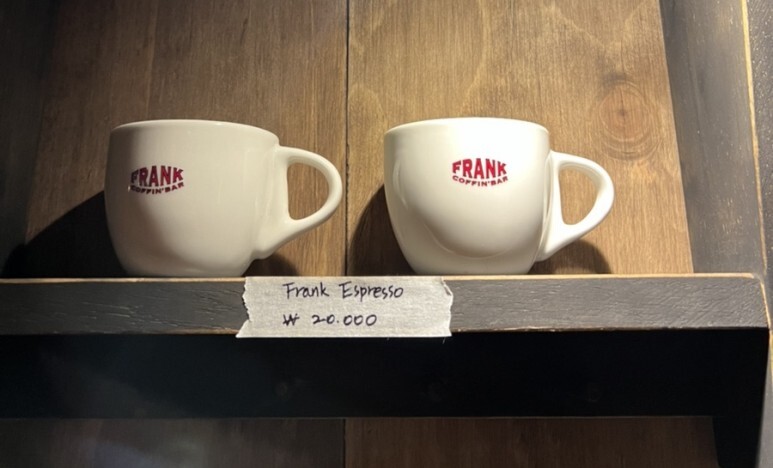 FRANK
COFFIN'BAR
FRANK
COFFIN'BAR
Frank Espresso
₩ 20.000